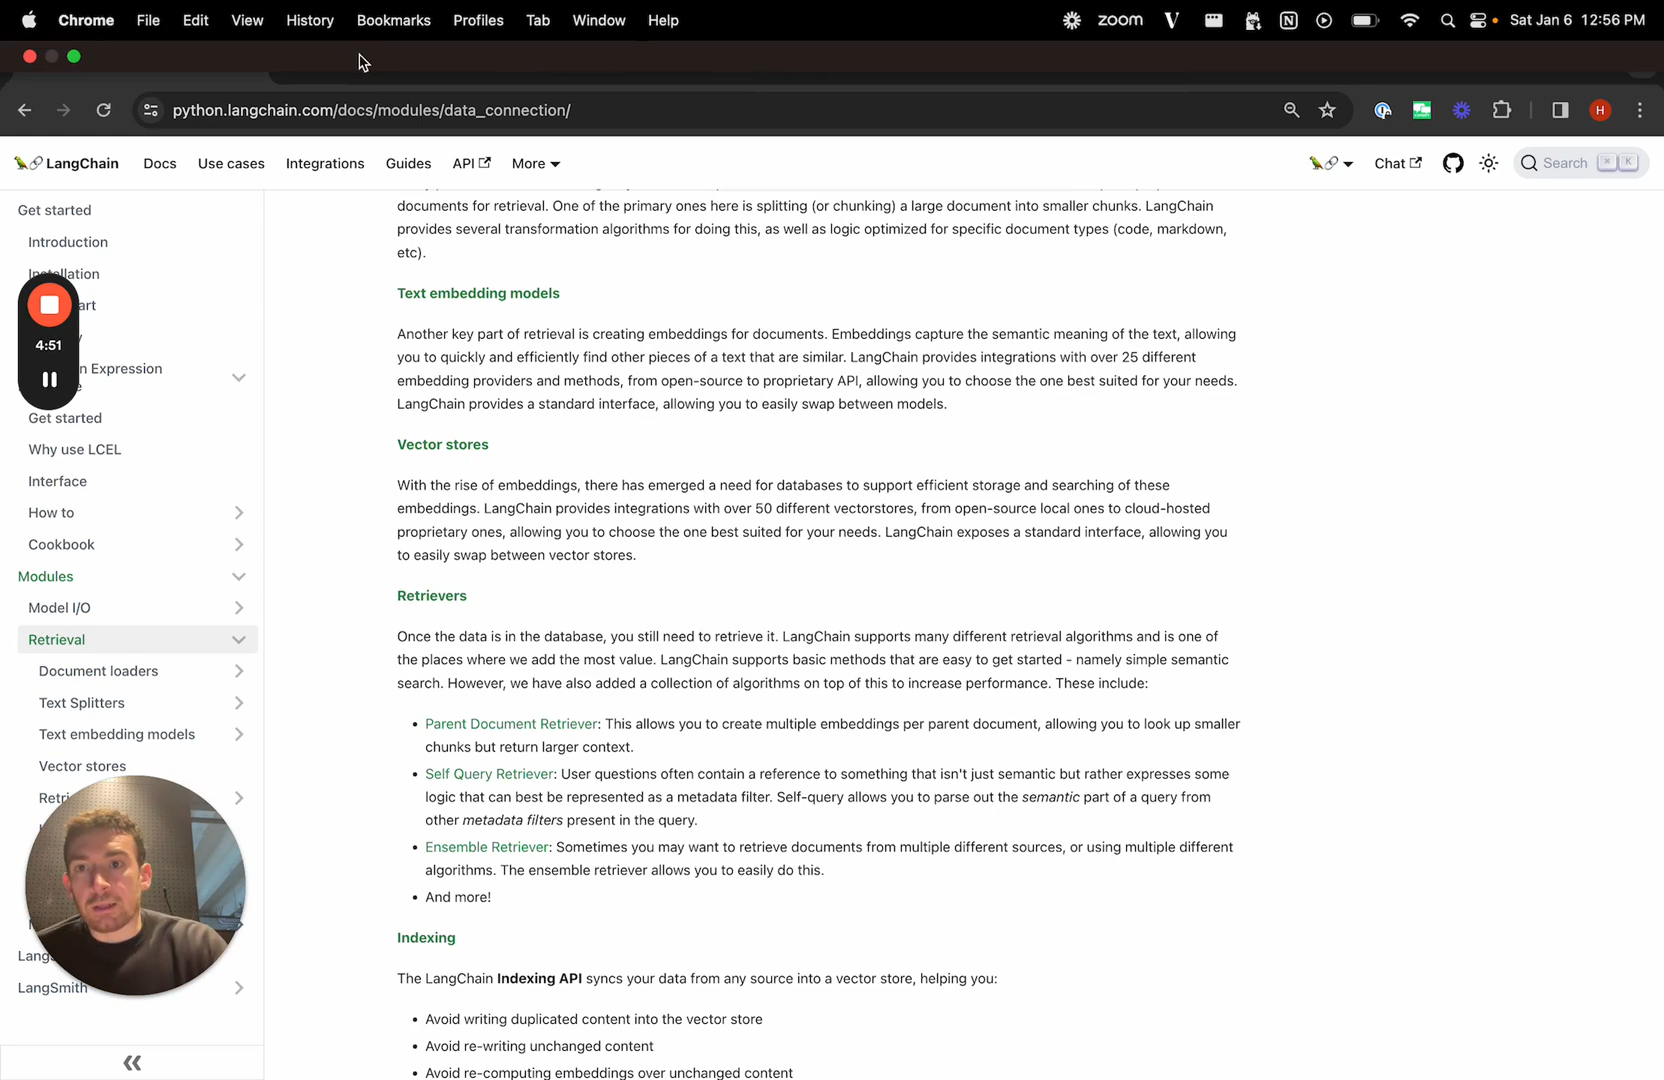 Chrome File Edit View History Bookmarks Profiles Tab Window Help zoom Sat Jan 6 12:56 PM
python.langchain.com/docs/modules/data_connection/
H
LangChain Docs Use cases Integrations Guides API More Chat Search ⌘ K
Get started
Introduction
Installation
art
4:51
n Expression
Get started
Why use LCEL
Interface
How to
Cookbook
Modules
Model I/O
Retrieval
Document loaders
Text Splitters
Text embedding models
Vector stores
Retri
Lang
LangSmith
documents for retrieval. One of the primary ones here is splitting (or chunking) a large document into smaller chunks. LangChain
provides several transformation algorithms for doing this, as well as logic optimized for specific document types (code, markdown,
etc).
Text embedding models
Another key part of retrieval is creating embeddings for documents. Embeddings capture the semantic meaning of the text, allowing
you to quickly and efficiently find other pieces of a text that are similar. LangChain provides integrations with over 25 different
embedding providers and methods, from open-source to proprietary API, allowing you to choose the one best suited for your needs.
LangChain provides a standard interface, allowing you to easily swap between models.
Vector stores
With the rise of embeddings, there has emerged a need for databases to support efficient storage and searching of these
embeddings. LangChain provides integrations with over 50 different vectorstores, from open-source local ones to cloud-hosted
proprietary ones, allowing you to choose the one best suited for your needs. LangChain exposes a standard interface, allowing you
to easily swap between vector stores.
Retrievers
Once the data is in the database, you still need to retrieve it. LangChain supports many different retrieval algorithms and is one of
the places where we add the most value. LangChain supports basic methods that are easy to get started - namely simple semantic
search. However, we have also added a collection of algorithms on top of this to increase performance. These include:
• Parent Document Retriever: This allows you to create multiple embeddings per parent document, allowing you to look up smaller
chunks but return larger context.
• Self Query Retriever: User questions often contain a reference to something that isn't just semantic but rather expresses some
logic that can best be represented as a metadata filter. Self-query allows you to parse out the semantic part of a query from
other metadata filters present in the query.
• Ensemble Retriever: Sometimes you may want to retrieve documents from multiple different sources, or using multiple different
algorithms. The ensemble retriever allows you to easily do this.
• And more!
Indexing
The LangChain Indexing API syncs your data from any source into a vector store, helping you:
• Avoid writing duplicated content into the vector store
• Avoid re-writing unchanged content
• Avoid re-computing embeddings over unchanged content